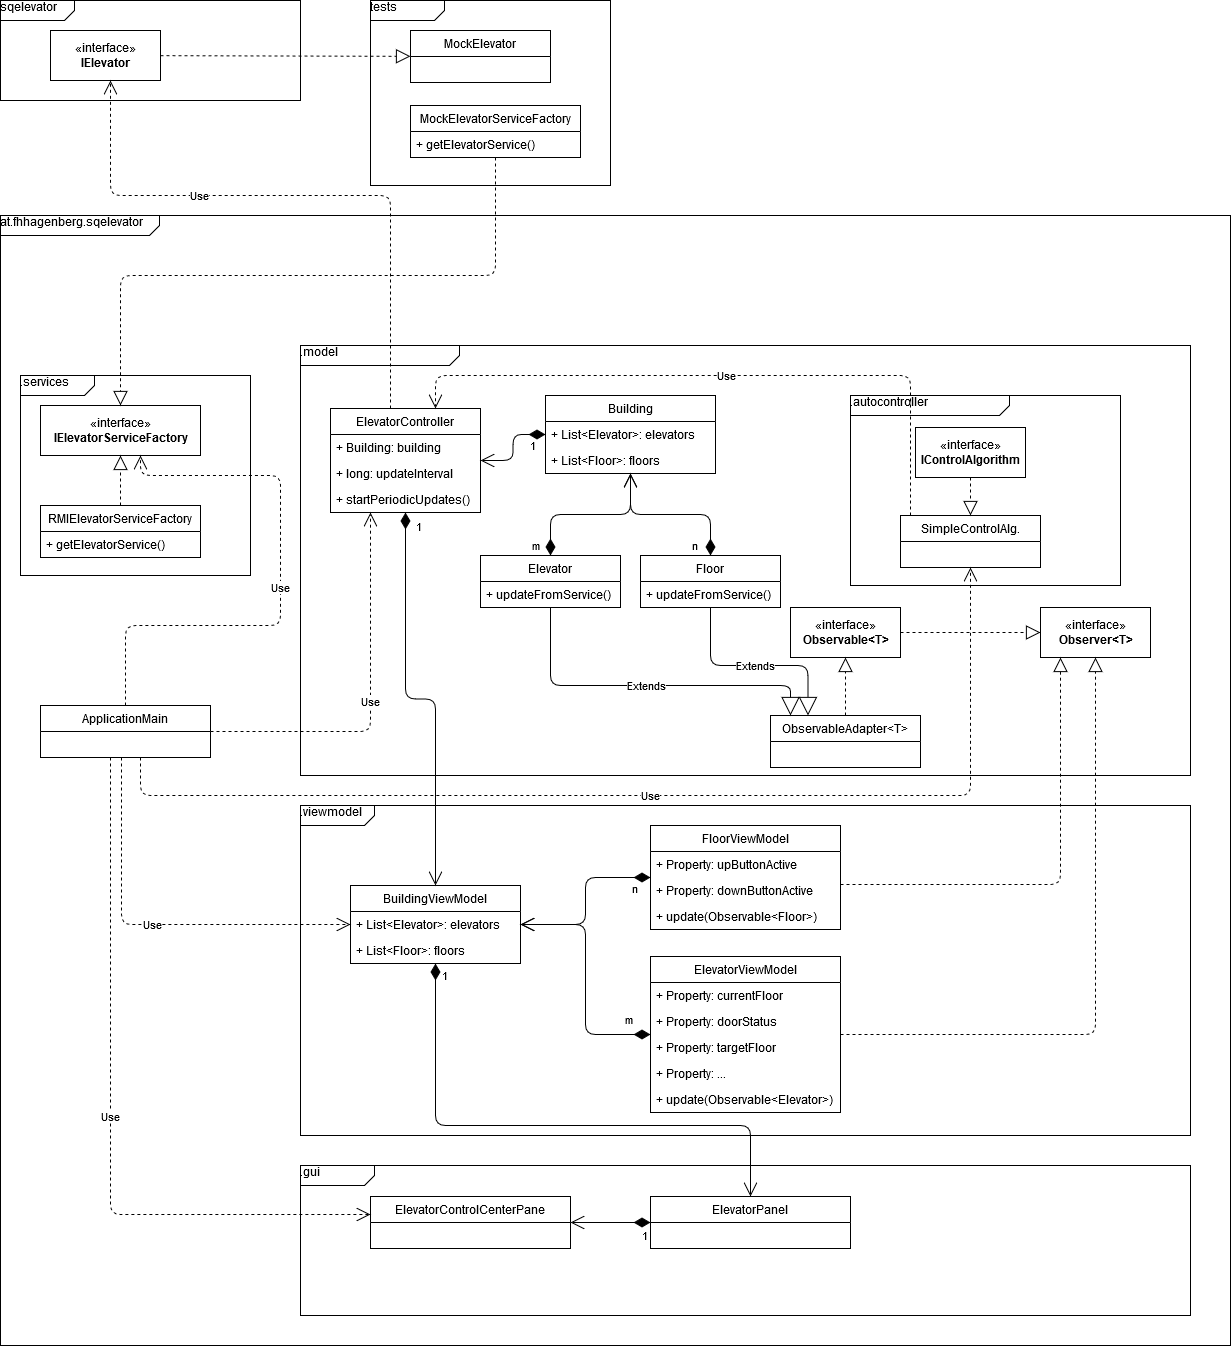 sqelevator
«interface»
IElevator
tests
MockElevator
MockElevatorServiceFactory
+ getElevatorService()
Use
at.fhhagenberg.sqelevator
.services
«interface»
IElevatorServiceFactory
RMIElevatorServiceFactory
+ getElevatorService()
Use
ApplicationMain
.model
Use
ElevatorController
+ Building: building
+ long: updateInterval
+ startPeriodicUpdates()
1
1
Building
+ List<Elevator>: elevators
+ List<Floor>: floors
m
n
Elevator
+ updateFromService()
Floor
+ updateFromService()
.autocontroller
«interface»
IControlAlgorithm
SimpleControlAlg.
«interface»
Observable<T>
«interface»
Observer<T>
Extends
Extends
Use
ObservableAdapter<T>
Use
.viewmodel
FloorViewModel
+ Property: upButtonActive
+ Property: downButtonActive
+ update(Observable<Floor>)
n
BuildingViewModel
+ List<Elevator>: elevators
+ List<Floor>: floors
Use
1
ElevatorViewModel
+ Property: currentFloor
+ Property: doorStatus
+ Property: targetFloor
+ Property: ...
+ update(Observable<Elevator>)
m
Use
.gui
ElevatorControlCenterPane
ElevatorPanel
1